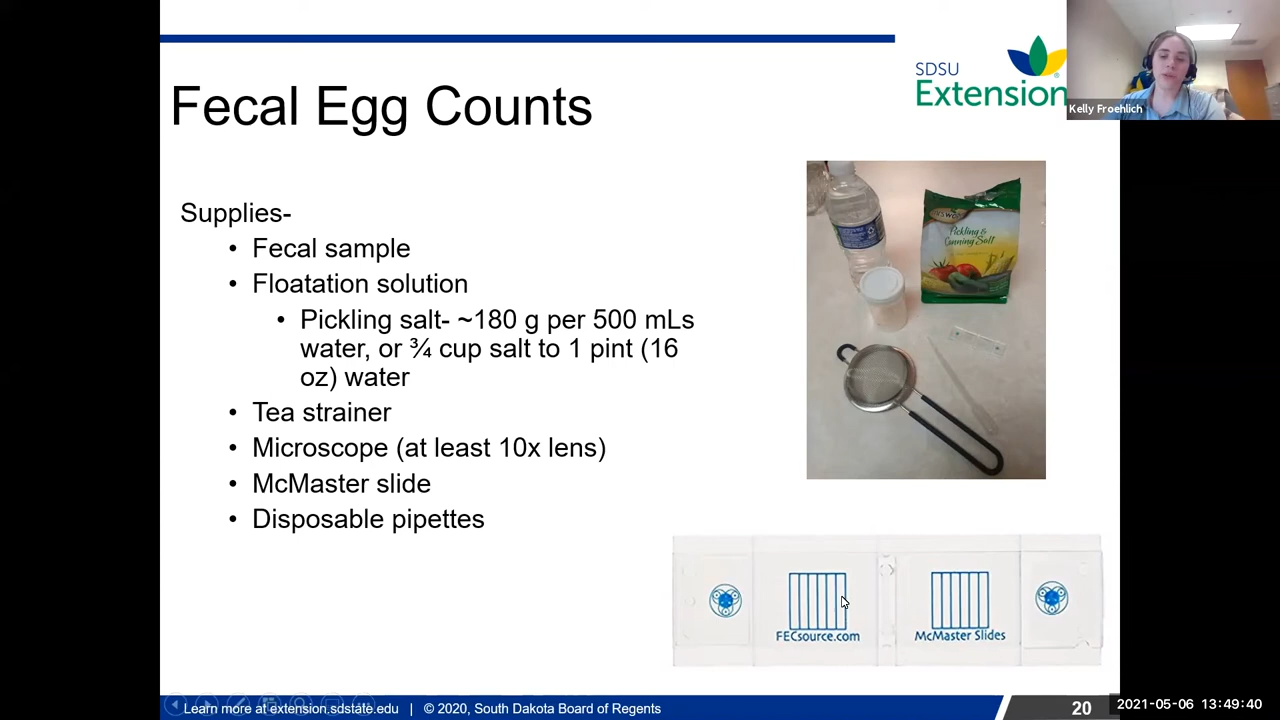 SDSU
Extension
Kelly Froehlich
Fecal Egg Counts
Supplies-
• Fecal sample
• Floatation solution
• Pickling salt- ~180 g per 500 mLs
water, or ¾ cup salt to 1 pint (16
oz) water
• Tea strainer
• Microscope (at least 10x lens)
• McMaster slide
• Disposable pipettes
Pickling &
Canning Salt
FECsource.com
McMaster Slides
Learn more at extension.sdstate.edu | © 2020, South Dakota Board of Regents
20
2021-05-06 13:49:40